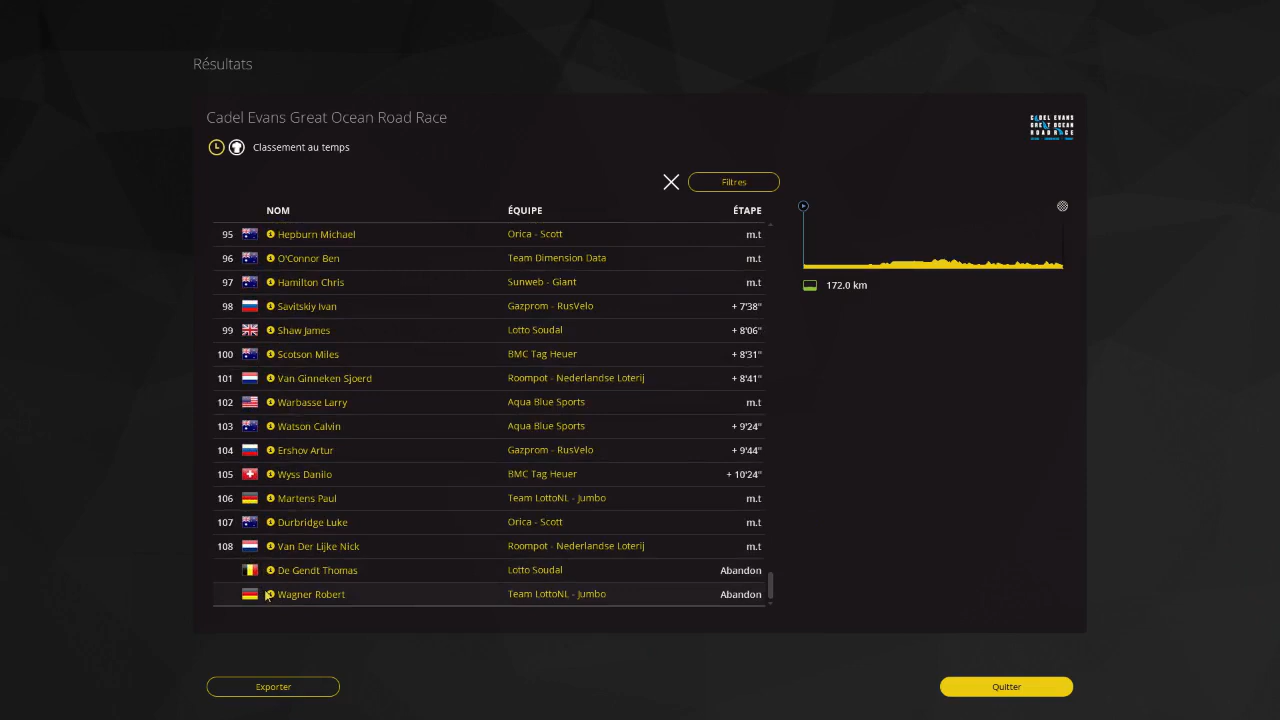 Résultats
Cadel Evans Great Ocean Road Race
CADEL EVANS
GREAT OCEAN
ROAD RACE
Classement au temps
Filtres
NOM ÉQUIPE ÉTAPE
95 Hepburn Michael Orica - Scott m.t
96 O'Connor Ben Team Dimension Data m.t
97 Hamilton Chris Sunweb - Giant m.t
98 Savitskiy Ivan Gazprom - RusVelo + 7'38"
99 Shaw James Lotto Soudal + 8'06"
100 Scotson Miles BMC Tag Heuer + 8'31"
101 Van Ginneken Sjoerd Roompot - Nederlandse Loterij + 8'41"
102 Warbasse Larry Aqua Blue Sports m.t
103 Watson Calvin Aqua Blue Sports + 9'24"
104 Ershov Artur Gazprom - RusVelo + 9'44"
105 Wyss Danilo BMC Tag Heuer + 10'24"
106 Martens Paul Team LottoNL - Jumbo m.t
107 Durbridge Luke Orica - Scott m.t
108 Van Der Lijke Nick Roompot - Nederlandse Loterij m.t
De Gendt Thomas Lotto Soudal Abandon
Wagner Robert Team LottoNL - Jumbo Abandon
172.0 km
Exporter
Quitter